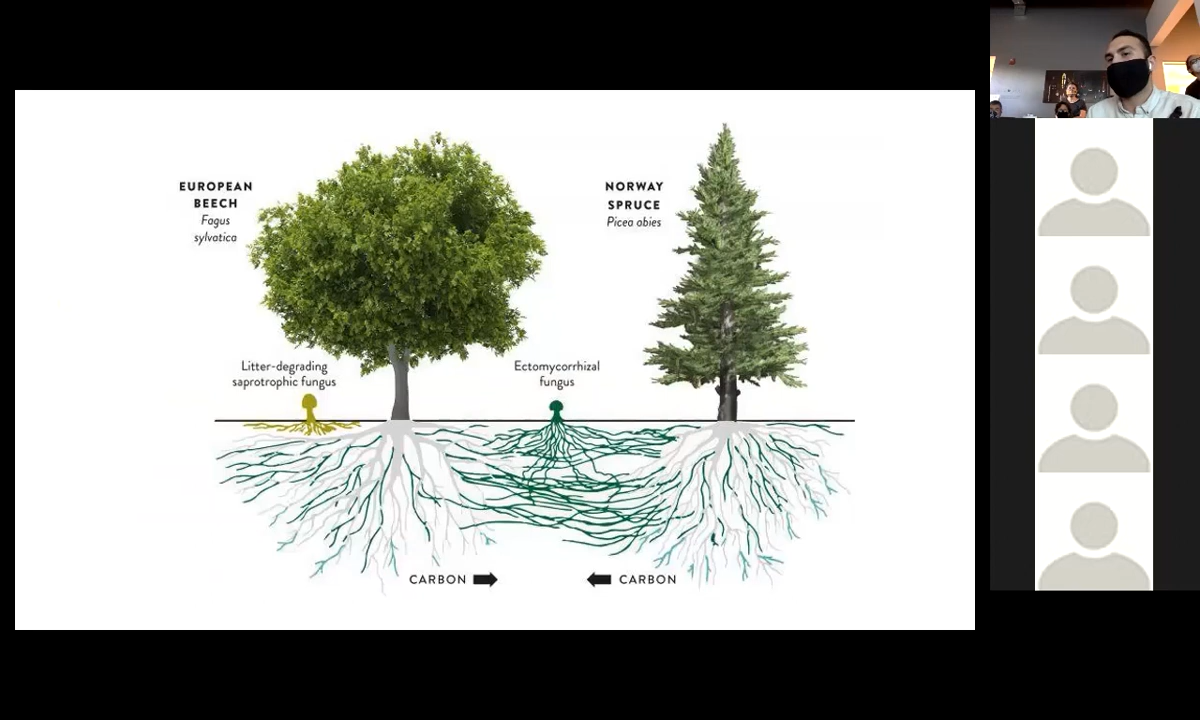 EUROPEAN
BEECH
Fagus
sylvatica
NORWAY
SPRUCE
Picea abies
Litter-degrading
saprotrophic fungus
Ectomycorrhizal
fungus
CARBON
CARBON